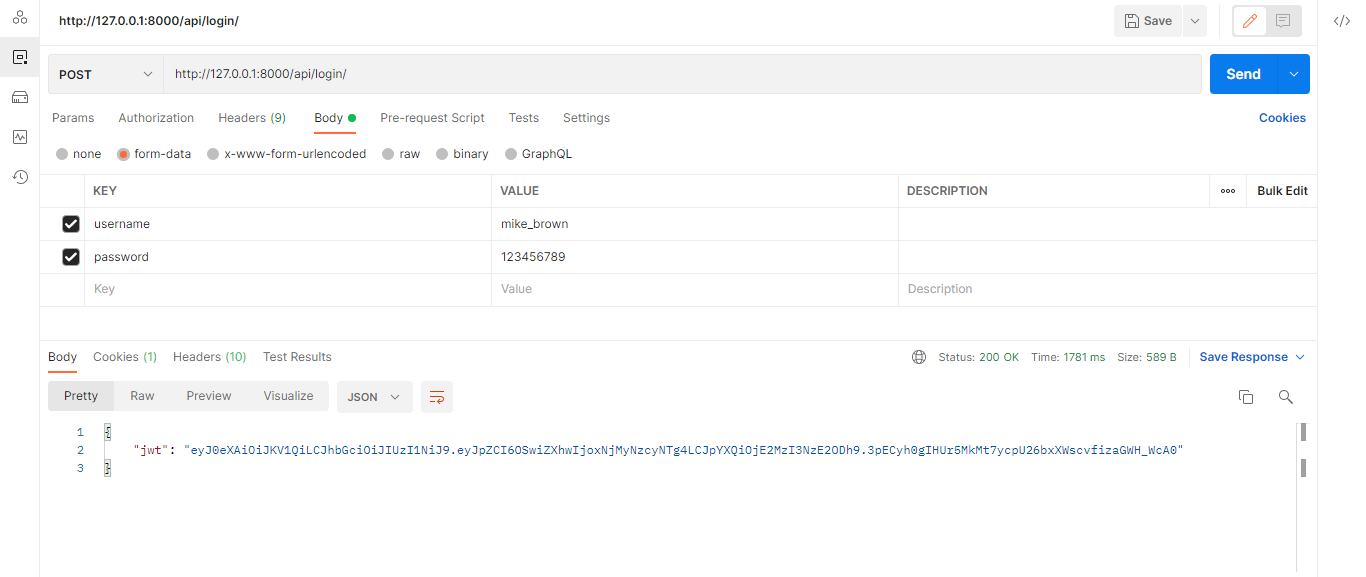 http://127.0.0.1:8000/api/login/
Save
POST
http://127.0.0.1:8000/api/login/
Send
Params Authorization Headers (9) Body Pre-request Script Tests Settings Cookies
none form-data x-www-form-urlencoded raw binary GraphQL
KEY VALUE DESCRIPTION Bulk Edit
username mike_brown
password 123456789
Key Value Description
Body Cookies (1) Headers (10) Test Results Status: 200 OK Time: 1781 ms Size: 589 B Save Response
Pretty Raw Preview Visualize JSON
1 {
2 "jwt": "eyJ0eXAiOiJKV1QiLCJhbGciOiJIUzI1NiJ9.eyJpZCI6OSwiZXhwIjoxNjMyNzcyNTg4LCJpYXQiOjE2MzI3NzE2ODh9.3pECyh0gIHUr5MkMt7ycpU26bxXWscvfizaGWH_WcA0"
3 }